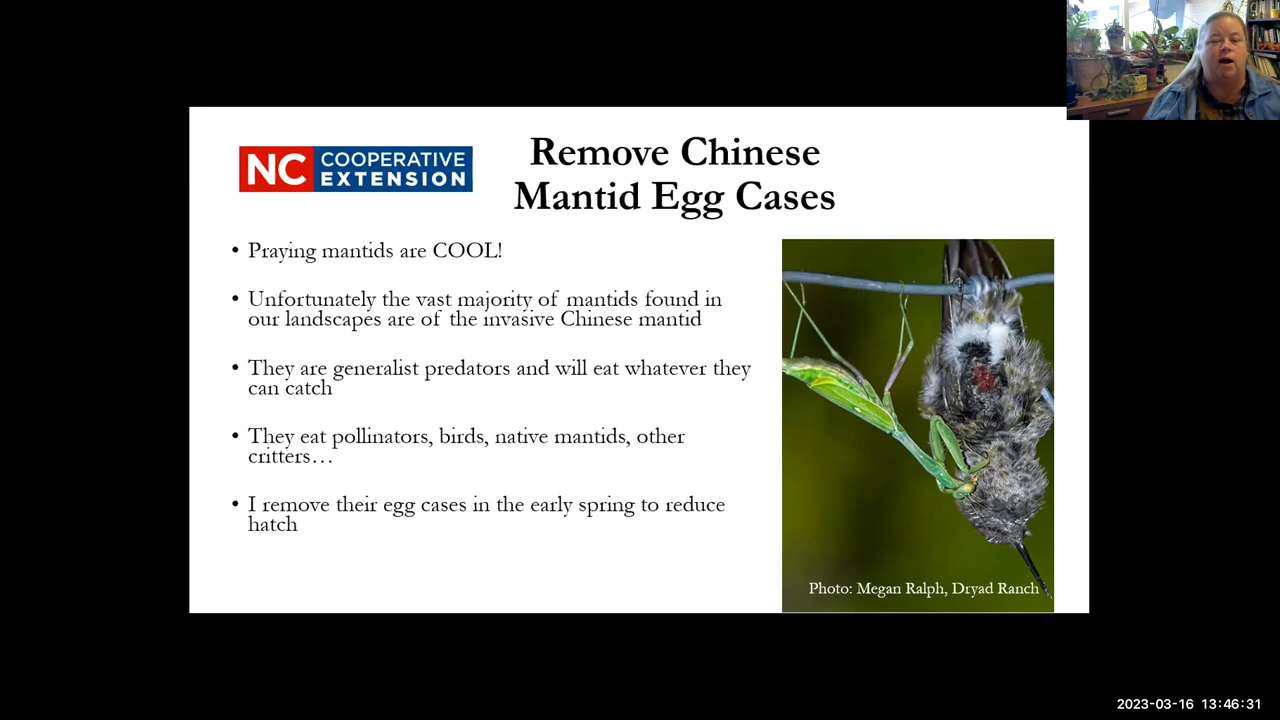 NC COOPERATIVE
EXTENSION
Remove Chinese
Mantid Egg Cases
• Praying mantids are COOL!
• Unfortunately the vast majority of mantids found in
our landscapes are of the invasive Chinese mantid
• They are generalist predators and will eat whatever they
can catch
• They eat pollinators, birds, native mantids, other
critters…
• I remove their egg cases in the early spring to reduce
hatch
Photo: Megan Ralph, Dryad Ranch
2023-03-16 13:46:31